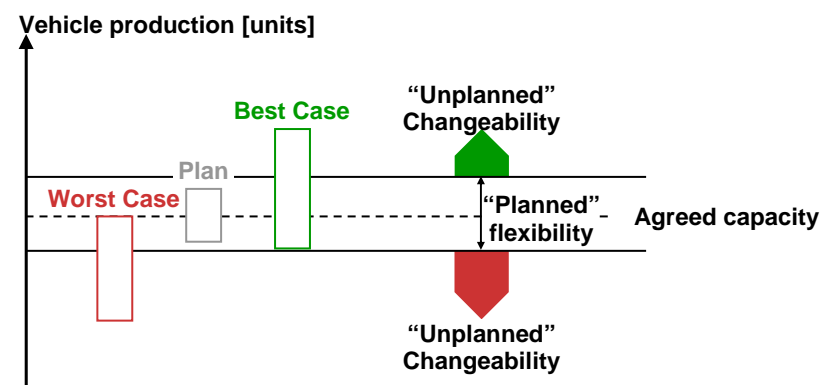 Vehicle production [units]
“Unplanned”
Changeability
Best Case
Plan
Worst Case
“Planned”
flexibility
Agreed capacity
“Unplanned”
Changeability